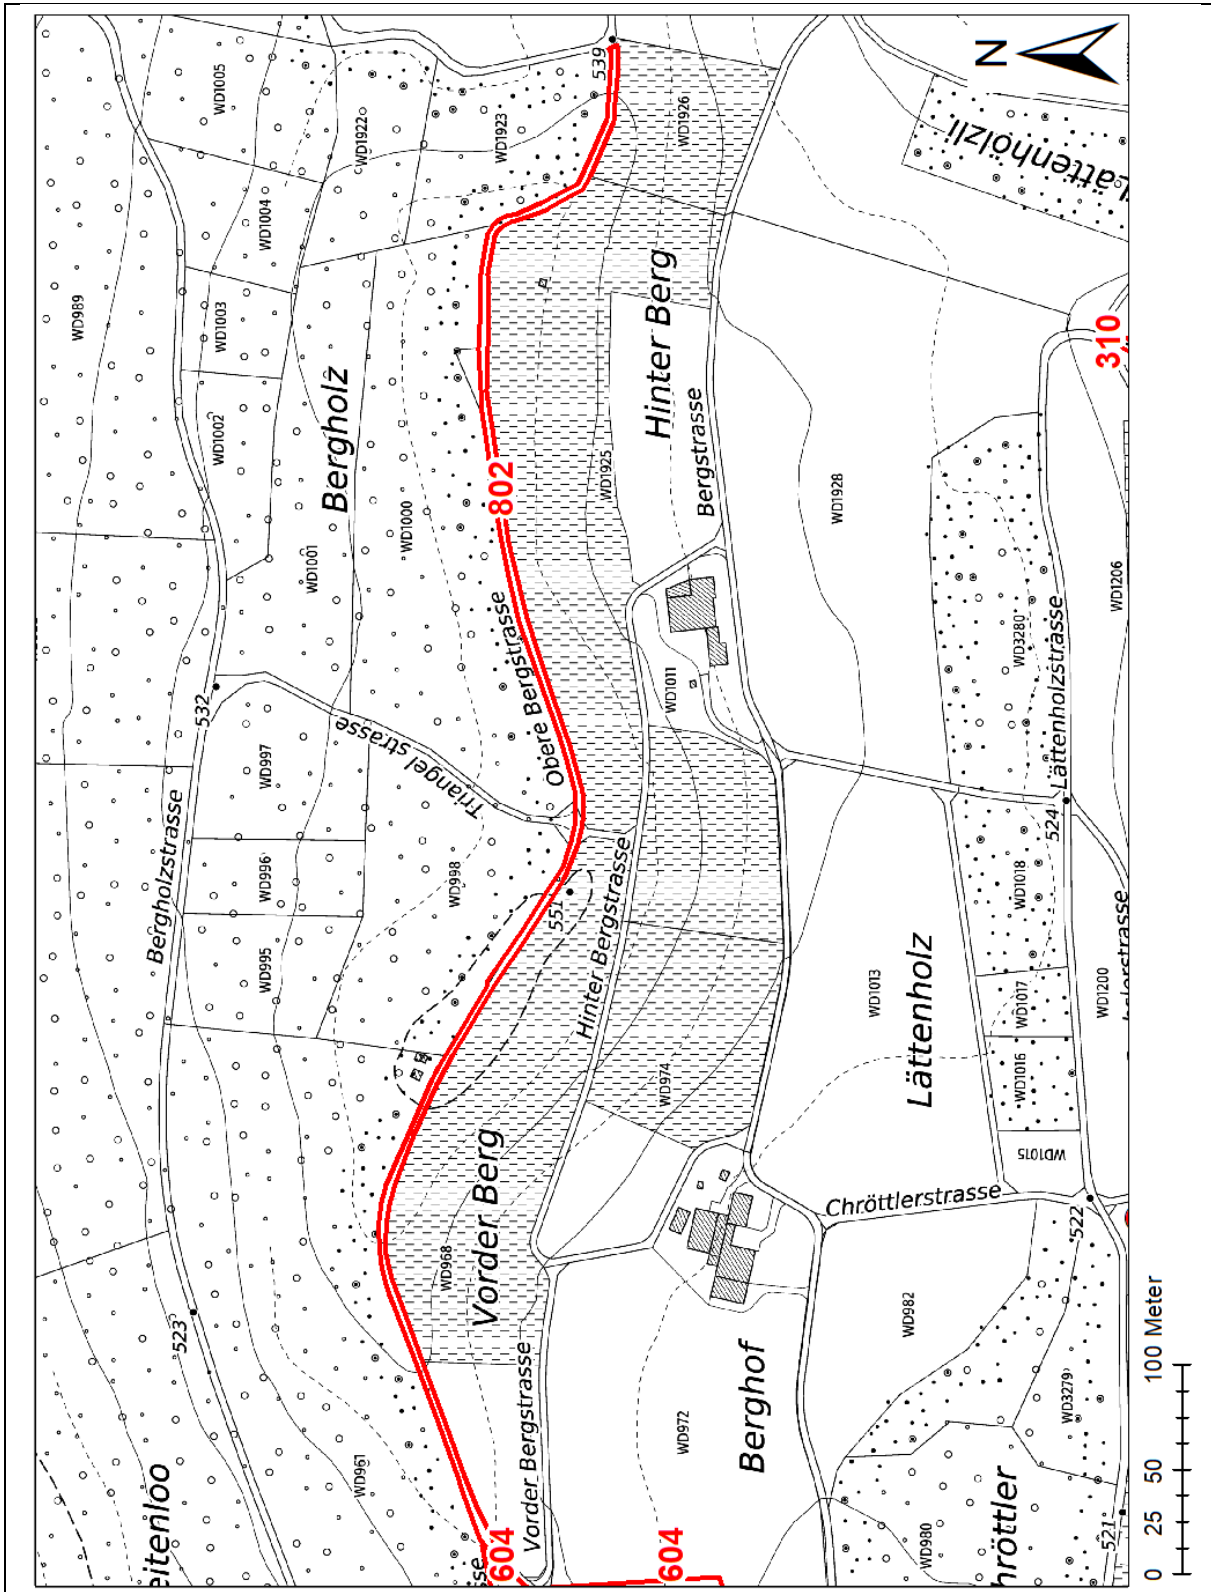 N
539
WD1005
WD1922
WD1923
WD1926
WD989
WD1004
WD1003
WD1002
Lättenhölzli
Bergholz
802
Hinter Berg
310
WD1001
WD1000
WD1925
Bergstrasse
WD1928
WD3280
WD1206
532
Triangel strasse
Obere Bergstrasse
WD1011
Lättenholzstrasse
524
WD997
WD996
WD995
WD998
Bergholzstrasse
551
Hinter Bergstrasse
WD974
WD1013
Lättenholz
WD1018
WD1017
WD1016
WD1015
WD1200
523
WD968
Vorder Berg
Chröttlerstrasse
522
WD961
Vorder Bergstrasse
WD972
Berghof
WD982
WD3279
WD980
521
eitenloo
hröttler
604
604
0 25 50 100 Meter